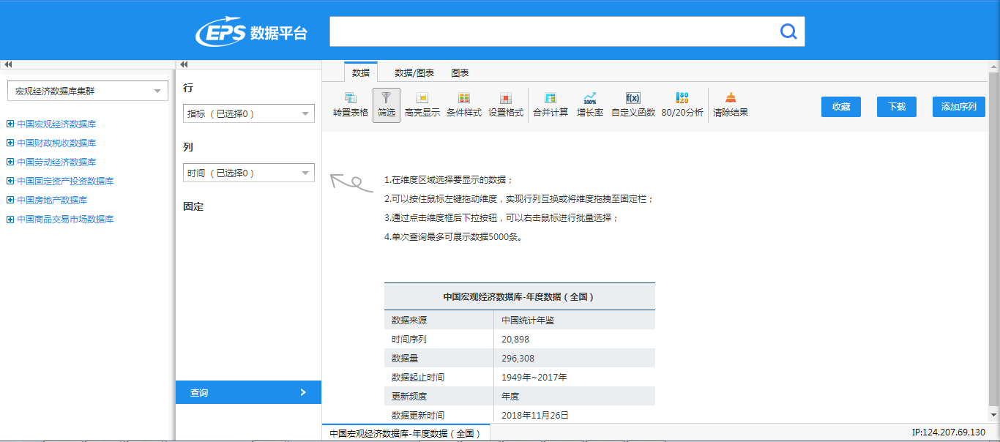 EPS 数据平台
宏观经济数据库集群
中国宏观经济数据库
中国财政税收数据库
中国劳动经济数据库
中国固定资产投资数据库
中国房地产数据库
中国商品交易市场数据库
行
指标 （已选择0 ）
列
时间 （已选择0 ）
固定
查询
数据 数据/图表 图表
转置表格 筛选 高亮显示 条件样式 设置格式 合并计算 100% 增长率 f(x) 自定义函数 80 20 80/20分析 清除结果
收藏 下载 添加序列
1.在维度区域选择要显示的数据；
2.可以按住鼠标左键拖动维度，实现行列互换或将维度拖拽至固定栏；
3.通过点击维度框后下拉按钮，可以右击鼠标进行批量选择；
4.单次查询最多可展示数据5000条。
中国宏观经济数据库-年度数据（全国）
数据来源 中国统计年鉴
时间序列 20,898
数据量 296,308
数据起止时间 1949年~2017年
更新频度 年度
数据更新时间 2018年11月26日
中国宏观经济数据库-年度数据（全国）
IP:124.207.69.130